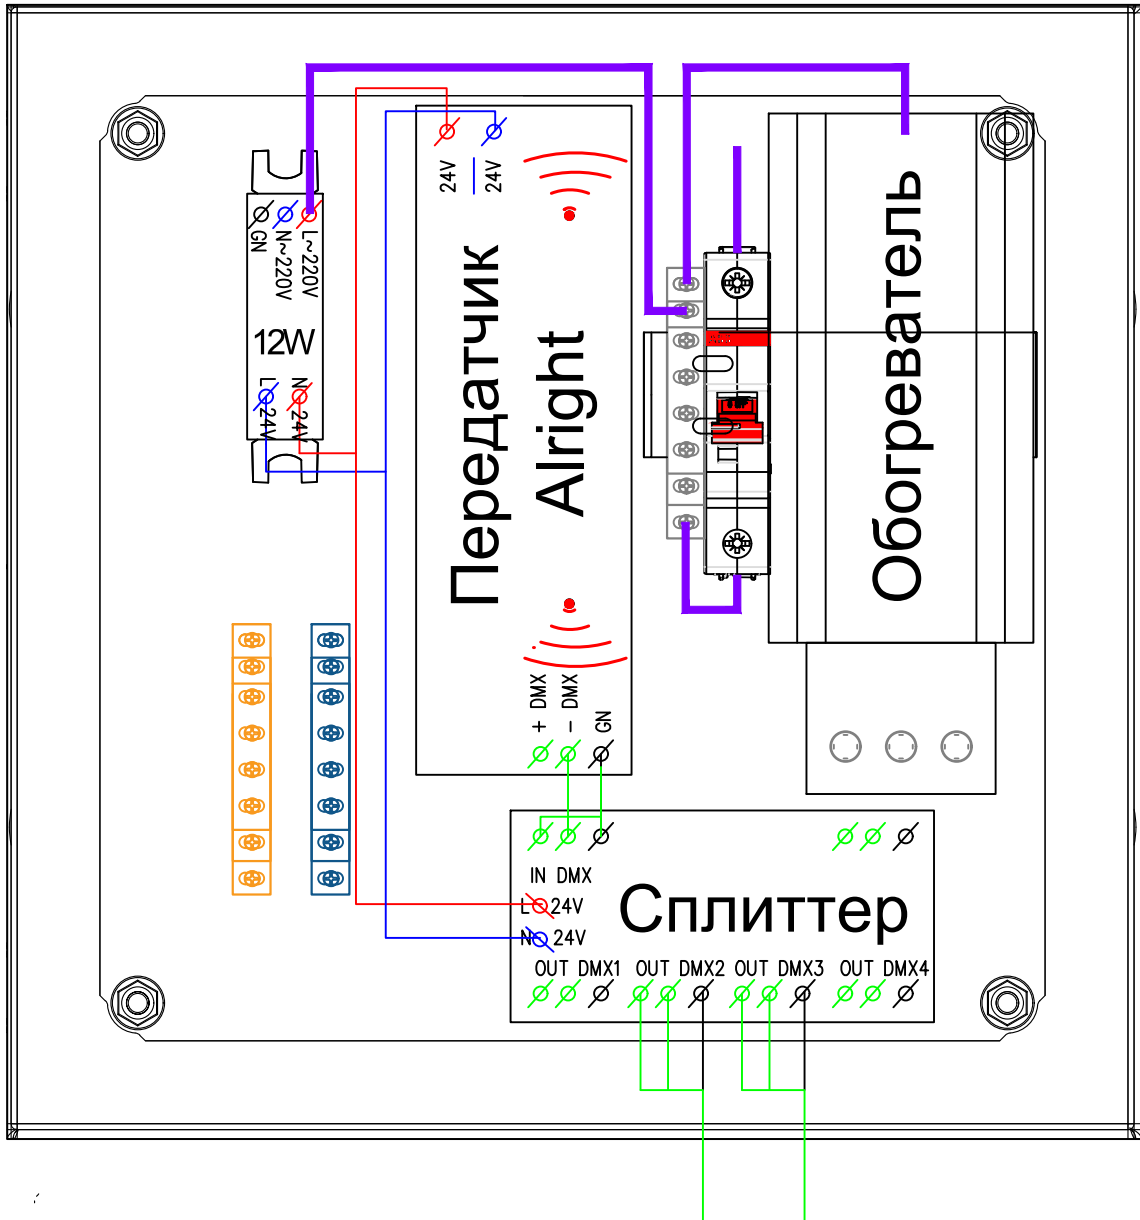 24V
24V
GN
N~220V
L~220V
12W
L
24V
N
24V
Передатчик
Alright
Обогреватель
+ DMX
- DMX
GN
IN DMX
L 24V
N 24V
Сплиттер
OUT DMX1
OUT DMX2
OUT DMX3
OUT DMX4